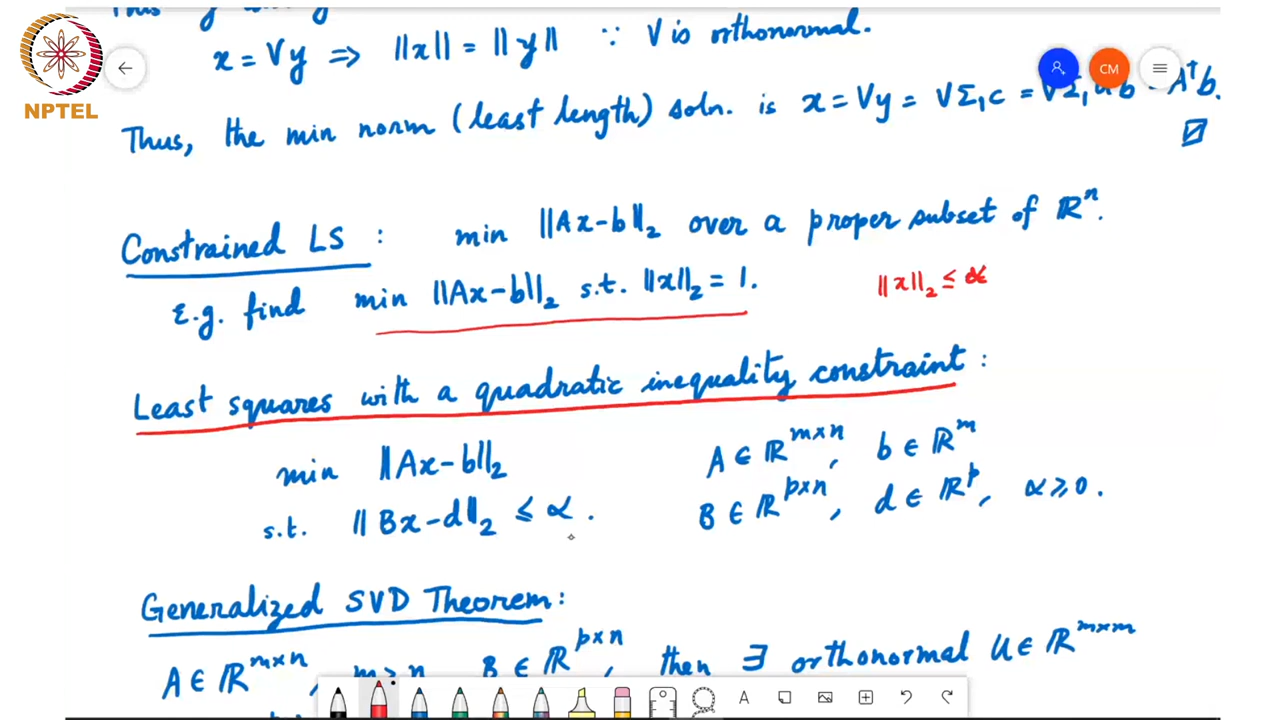 x = Vy ⇒ ||x|| = ||y|| ∵ V is orthonormal.
Thus, the min norm (least length) soln. is x = Vy = VΣ₁c = A†b.
Constrained LS : min ||Ax-b||₂ over a proper subset of ℝⁿ.
E.g. find min ||Ax-b||₂ s.t. ||x||₂ = 1. ||x||₂ ≤ α
Least squares with a quadratic inequality constraint :
min ||Ax-b||₂ A ∈ ℝ^{m×n}, b ∈ ℝ^m
s.t. ||Bx-d||₂ ≤ α. B ∈ ℝ^{p×n}, d ∈ ℝ^p, α ≥ 0.
Generalized SVD Theorem:
A ∈ ℝ^{m×n}, m ≥ n B ∈ ℝ^{p×n}, then ∃ orthonormal U ∈ ℝ^{m×m}
NPTEL
CM
A